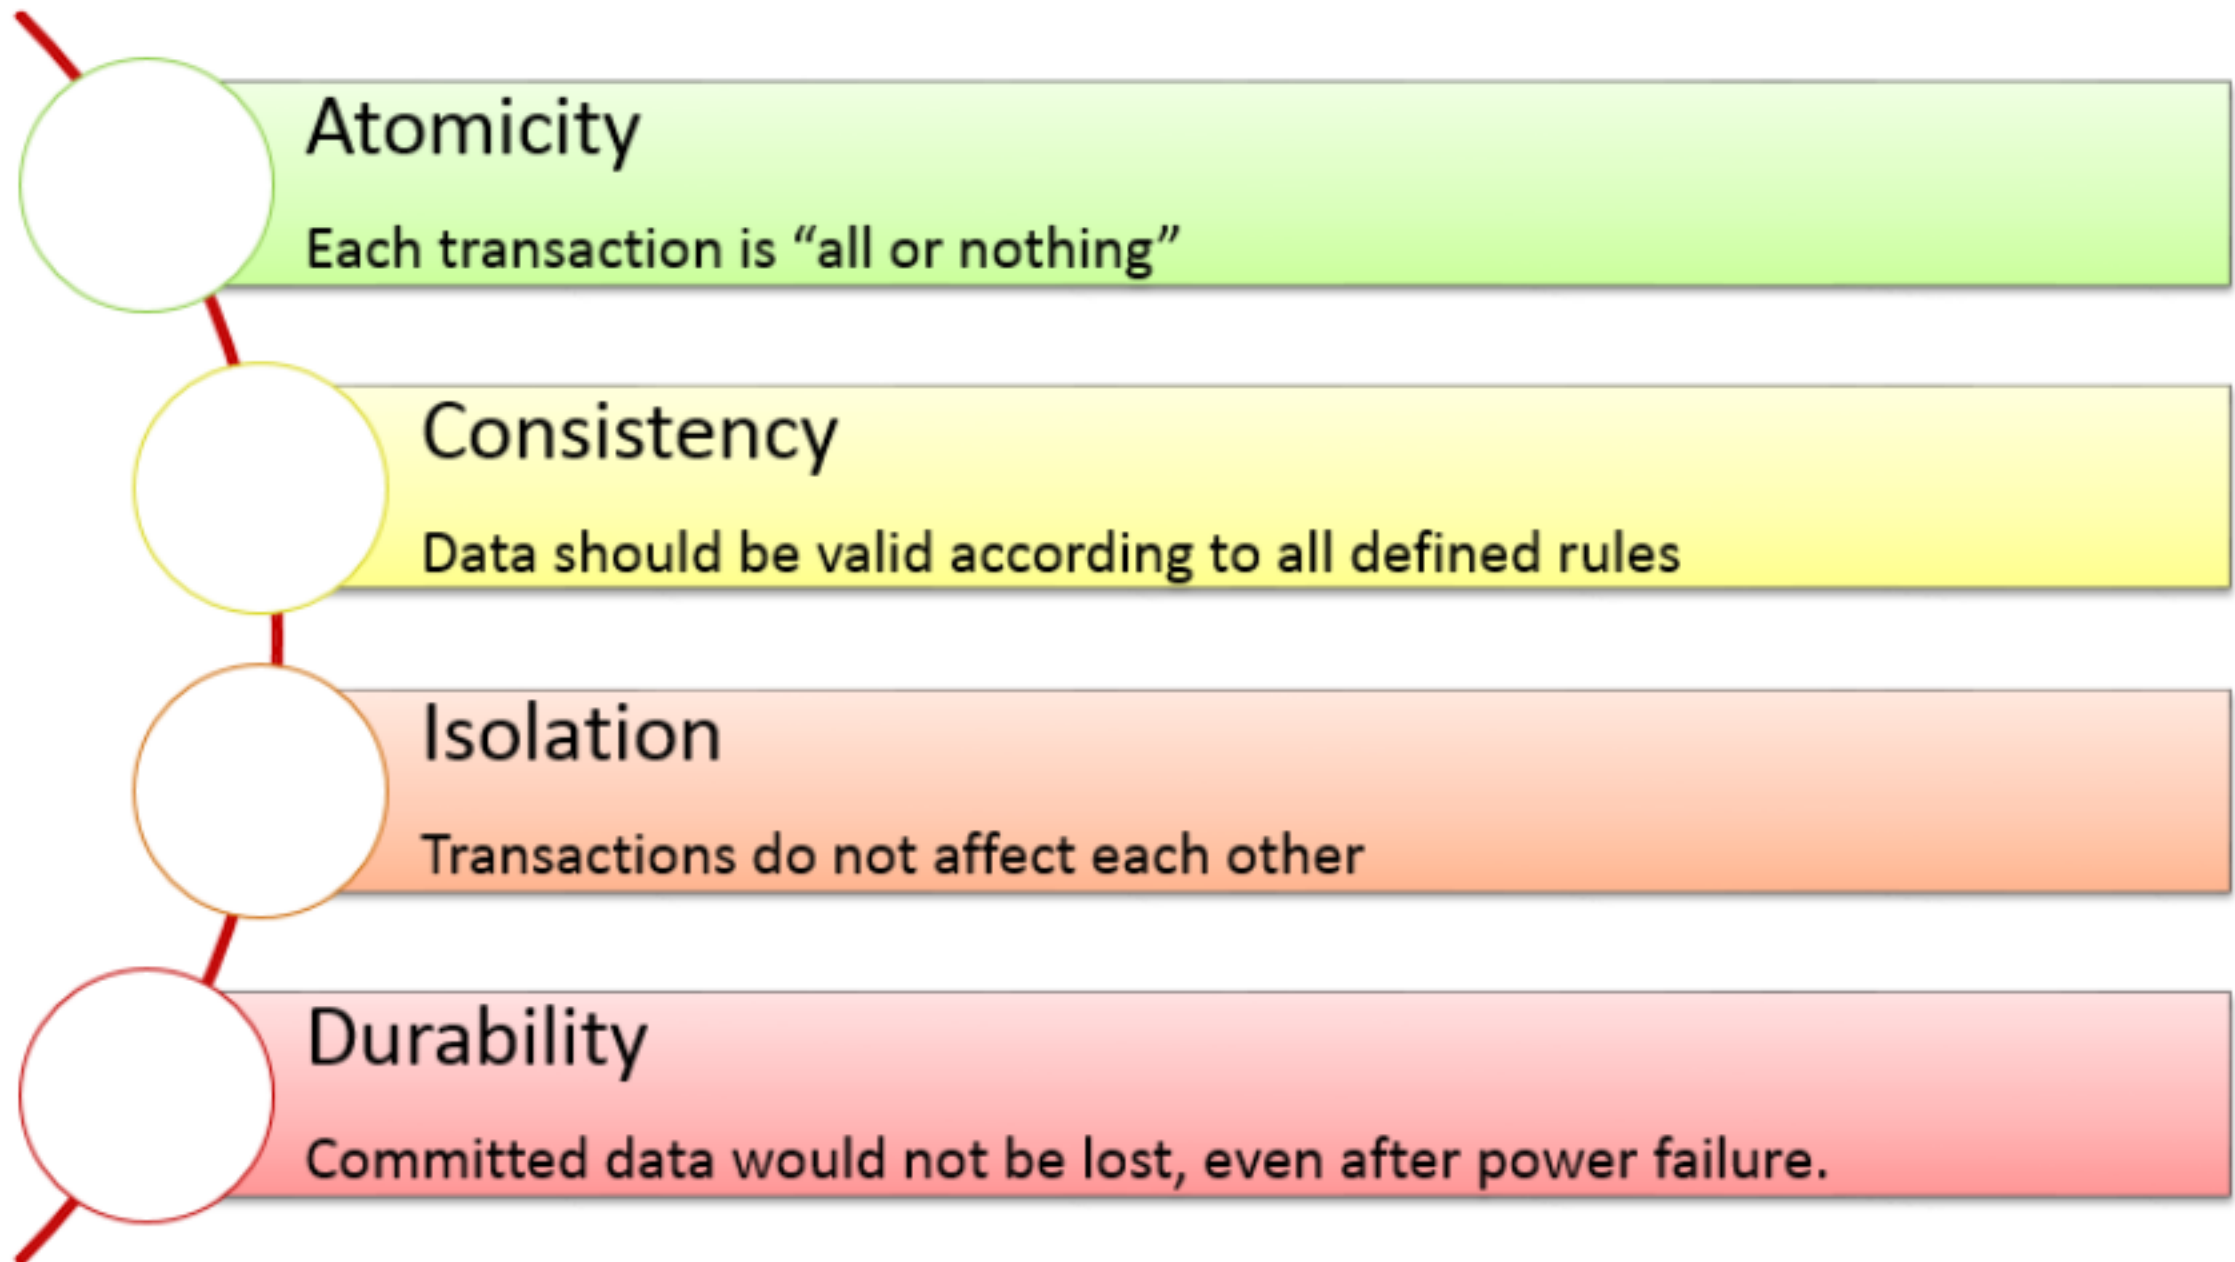 Atomicity
Each transaction is “all or nothing”
Consistency
Data should be valid according to all defined rules
Isolation
Transactions do not affect each other
Durability
Committed data would not be lost, even after power failure.